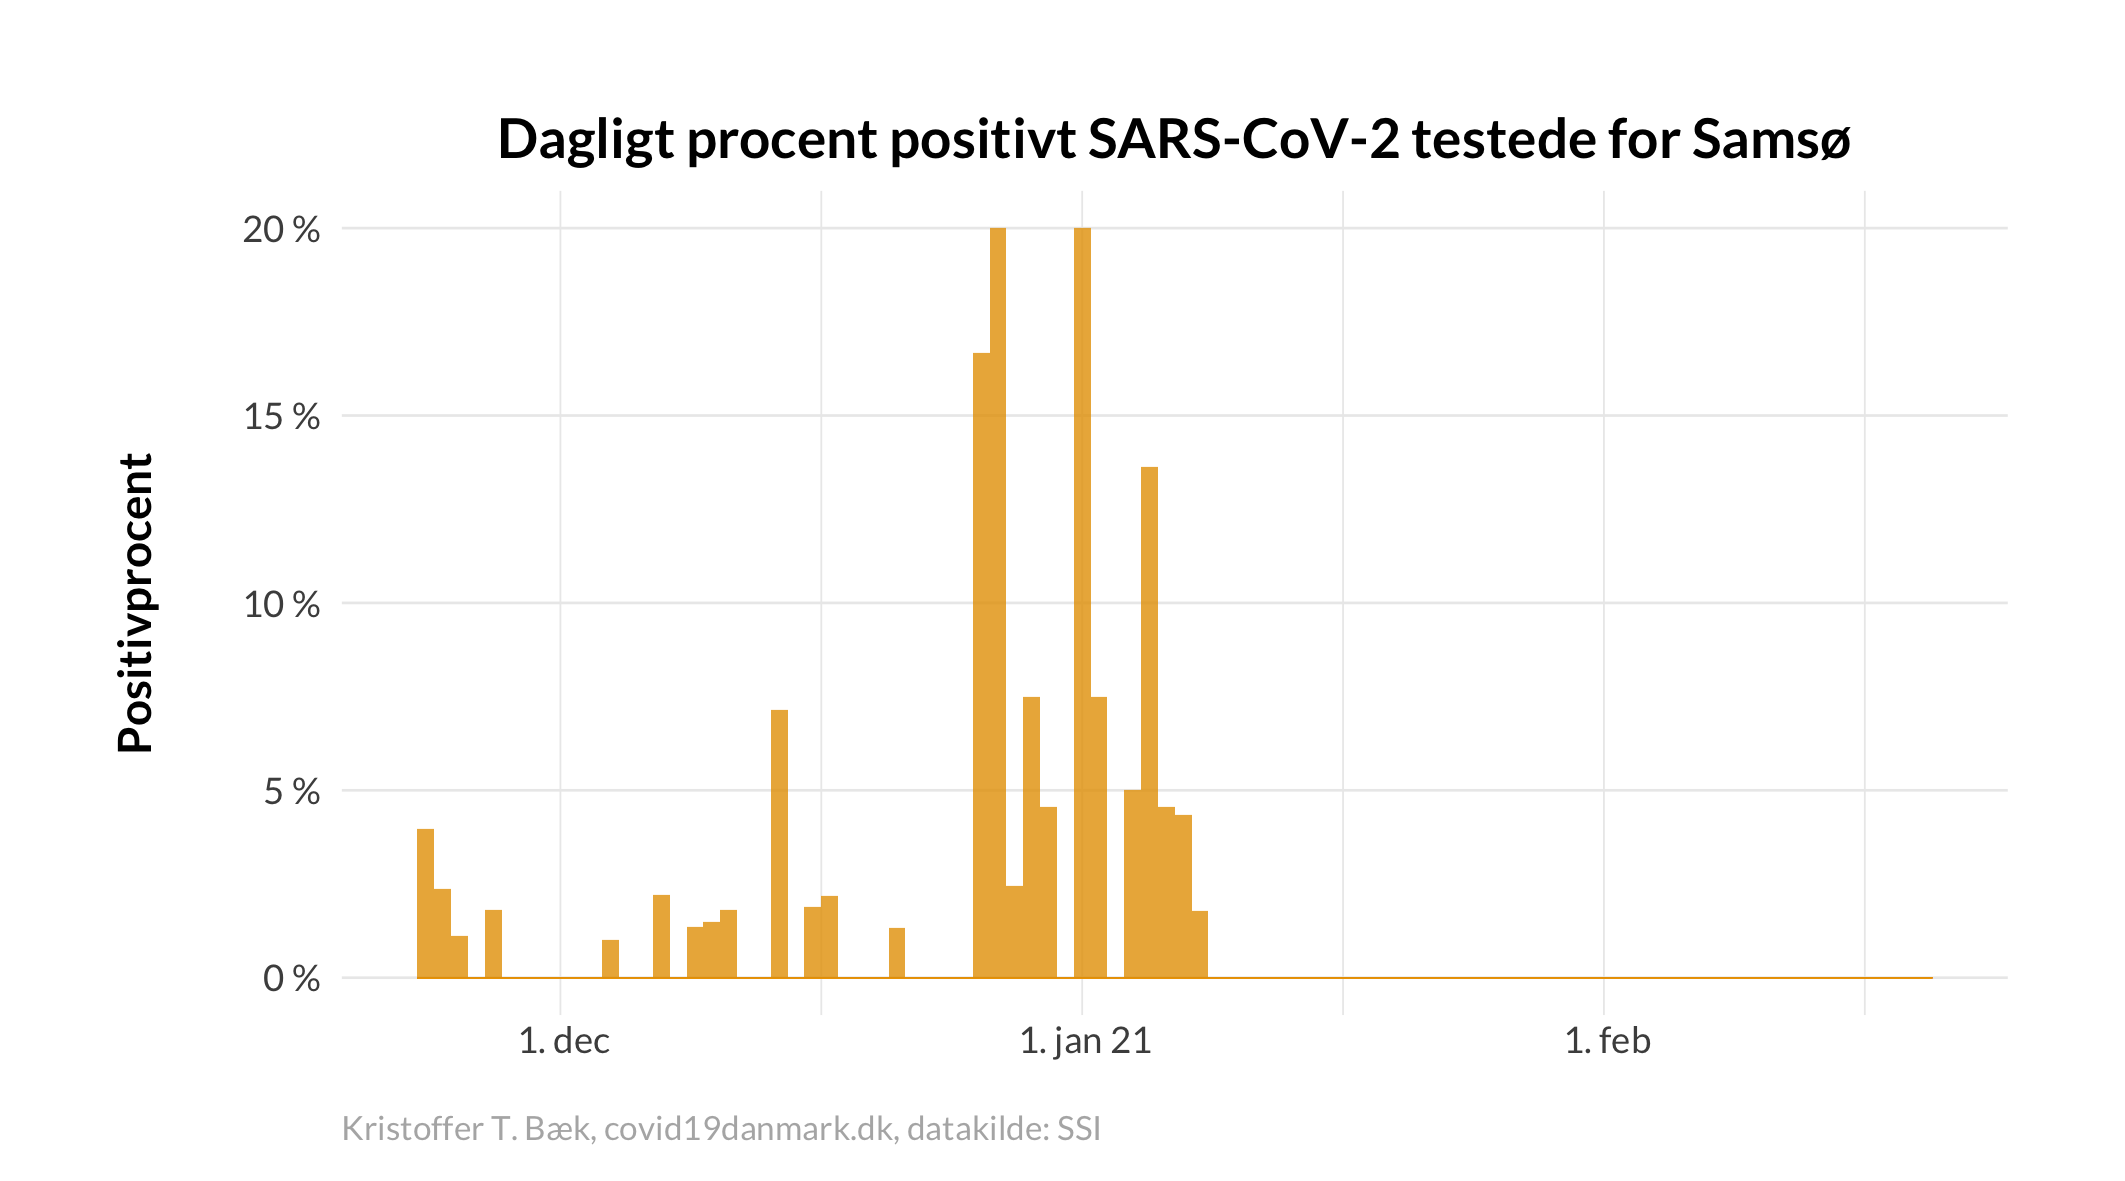 Dagligt procent positivt SARS-CoV-2 testede for Samsø
Positivprocent
20 %
15 %
10 %
5 %
0 %
1. dec
1. jan 21
1. feb
Kristoffer T. Bæk, covid19danmark.dk, datakilde: SSI